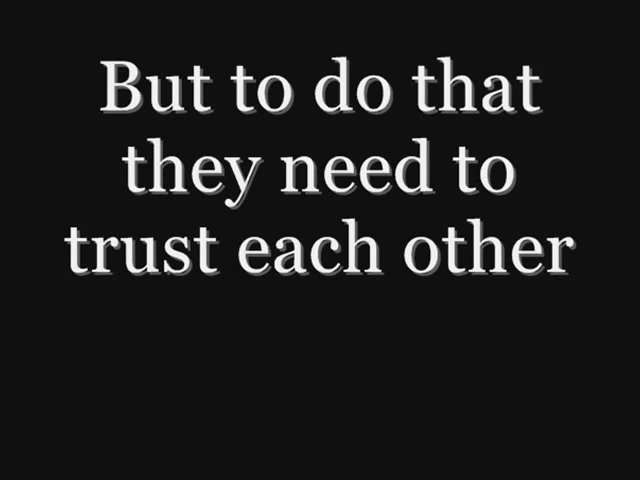 But to do that
they need to
trust each other